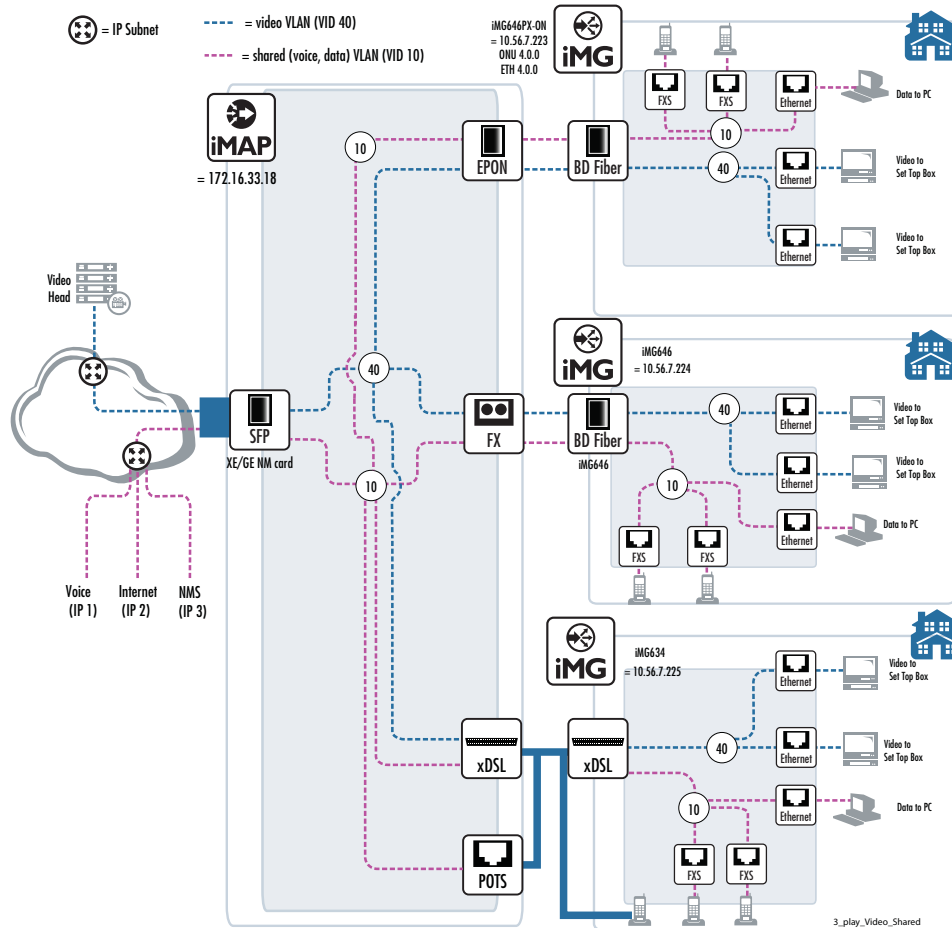 = IP Subnet
= video VLAN (VID 40)
= shared (voice, data) VLAN (VID 10)
iMAP
= 172.16.33.18
Video
Head
SFP
XE/GE NM card
Voice
(IP 1)
Internet
(IP 2)
NMS
(IP 3)
10
40
10
EPON
FX
xDSL
POTS
iMG646PX-ON
= 10.56.7.223
ONU 4.0.0
ETH 4.0.0
iMG
BD Fiber
FXS
FXS
Ethernet
Data to PC
10
40
Ethernet
Video to
Set Top Box
Ethernet
Video to
Set Top Box
iMG
iMG646
= 10.56.7.224
BD Fiber
iMG646
40
Ethernet
Video to
Set Top Box
Ethernet
Video to
Set Top Box
10
Ethernet
Data to PC
FXS
FXS
iMG
iMG634
= 10.56.7.225
xDSL
Ethernet
Video to
Set Top Box
40
Ethernet
Video to
Set Top Box
10
Ethernet
Data to PC
FXS
FXS
3_play_Video_Shared